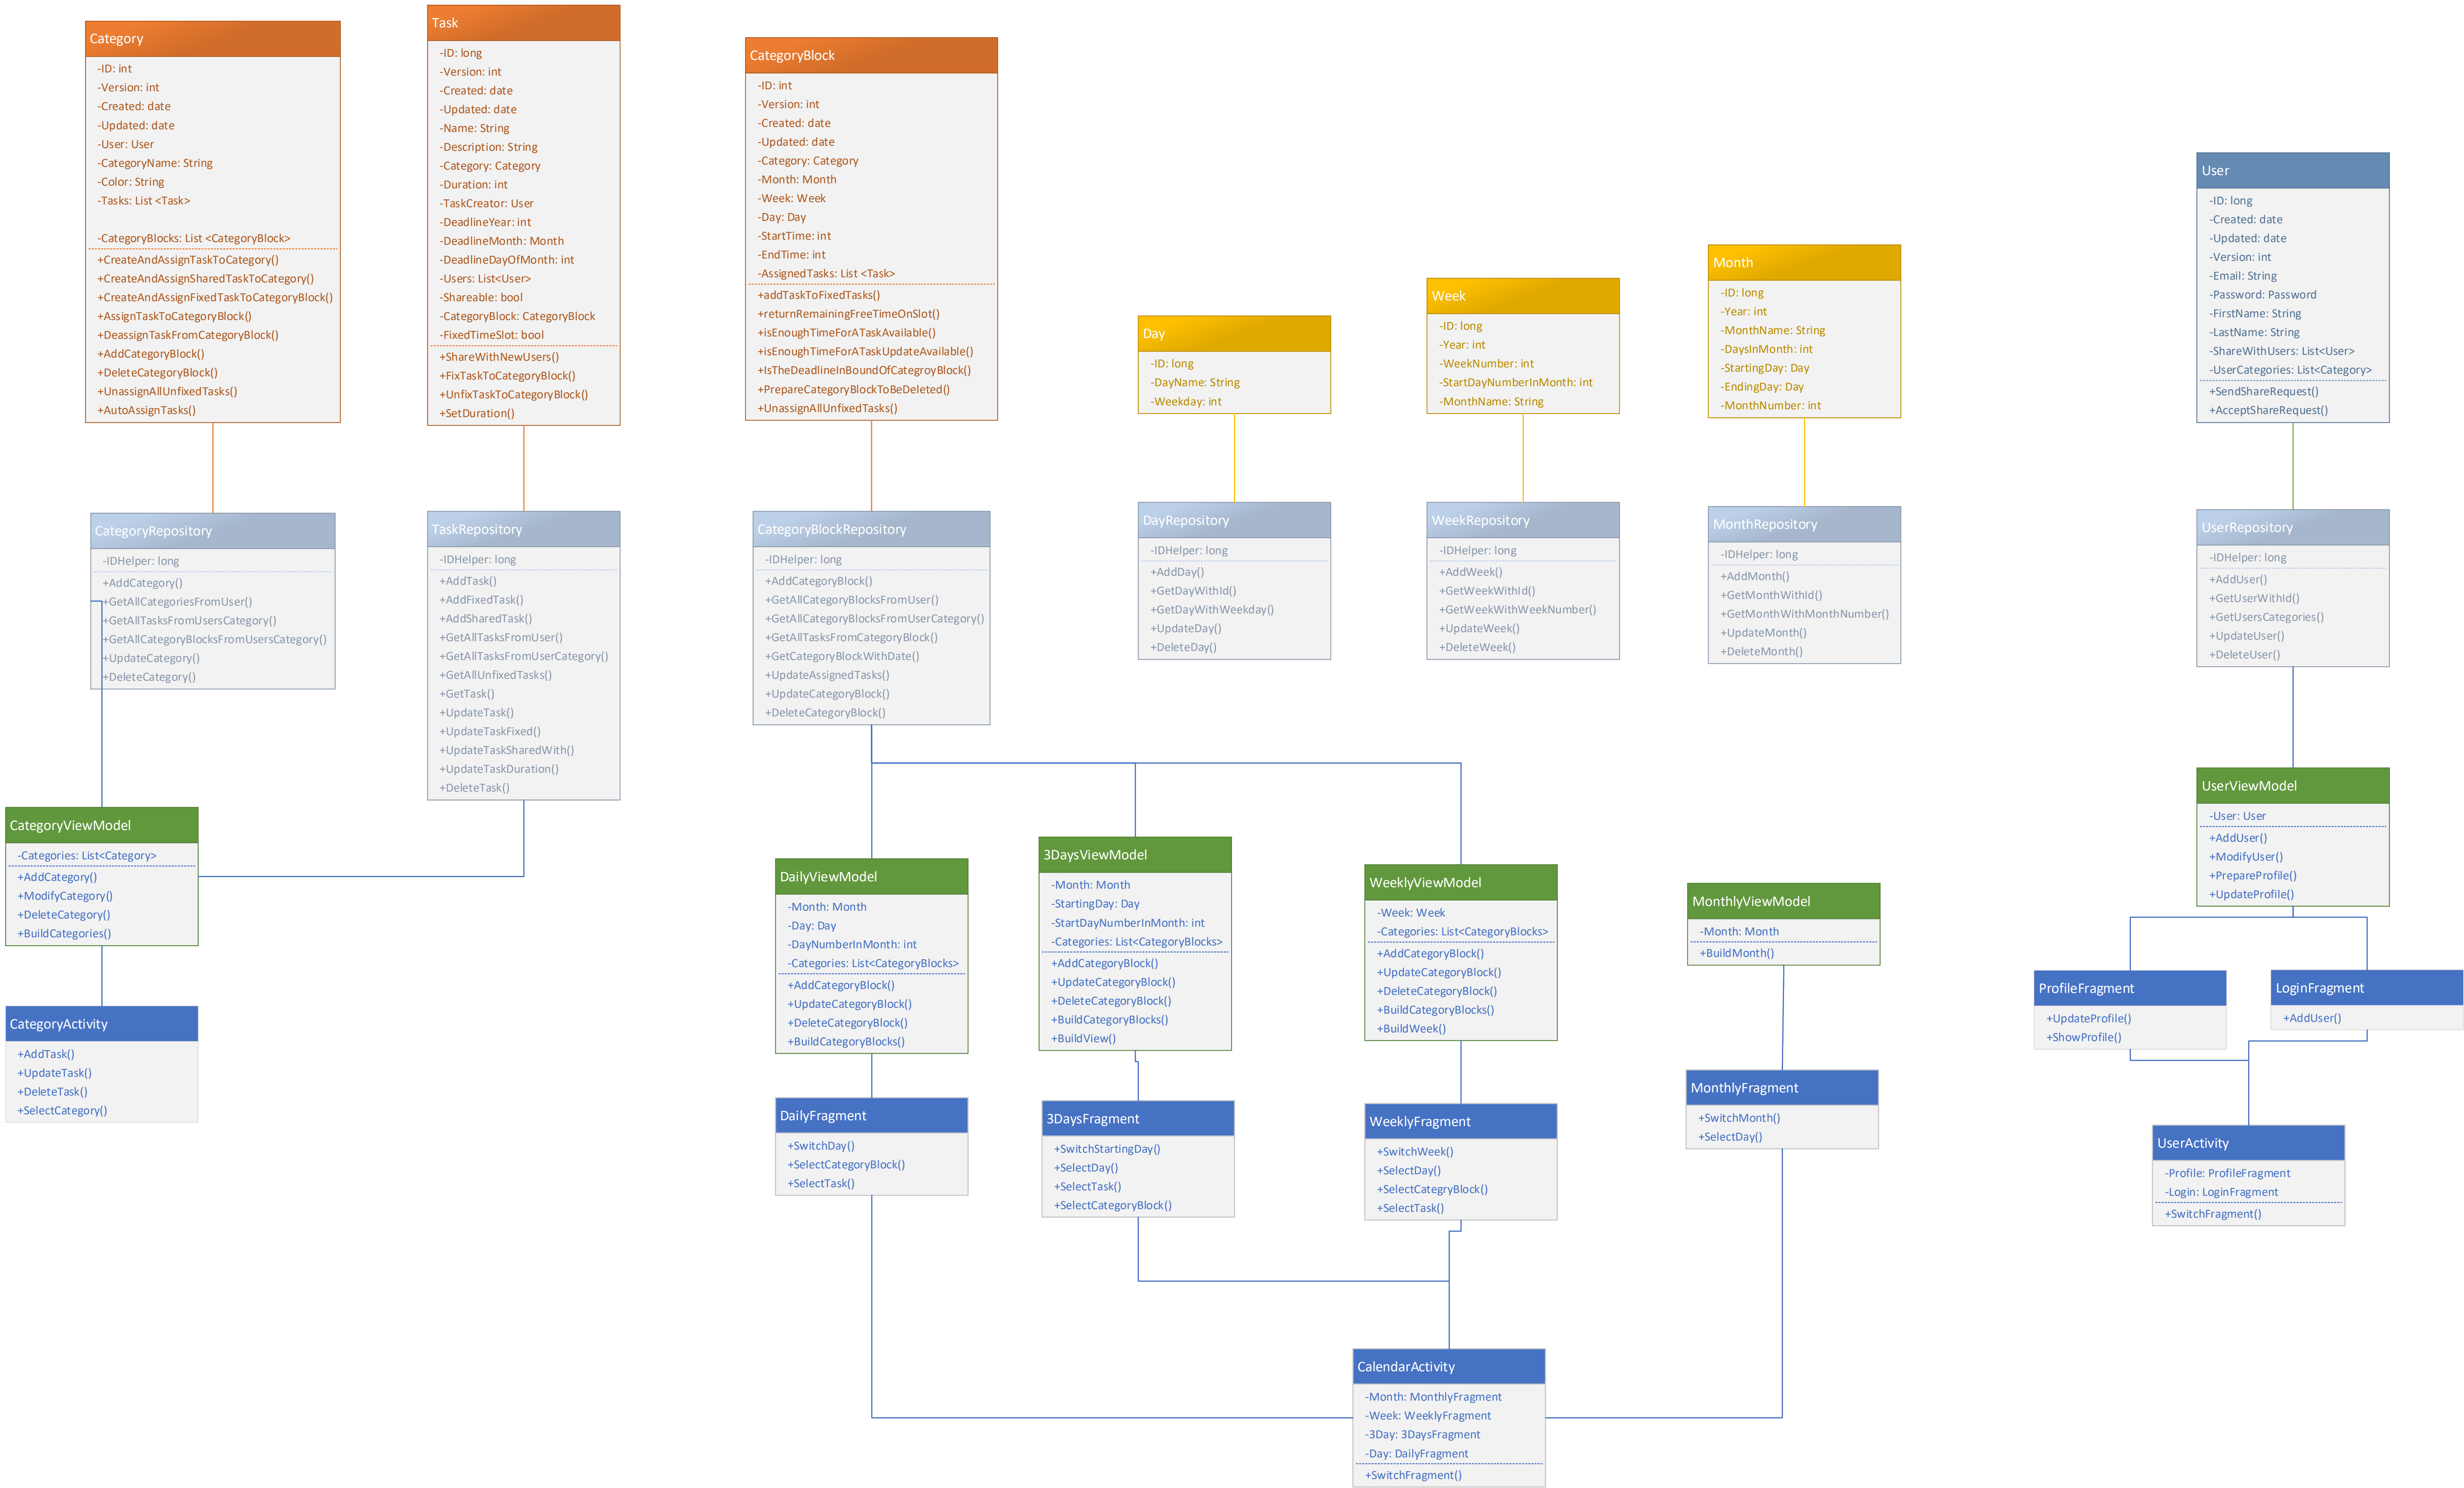 Category
-ID: int
-Version: int
-Created: date
-Updated: date
-User: User
-CategoryName: String
-Color: String
-Tasks: List <Task>
-CategoryBlocks: List <CategoryBlock>
+CreateAndAssignTaskToCategory()
+CreateAndAssignSharedTaskToCategory()
+CreateAndAssignFixedTaskToCategoryBlock()
+AssignTaskToCategoryBlock()
+DeassignTaskFromCategoryBlock()
+AddCategoryBlock()
+DeleteCategoryBlock()
+UnassignAllUnfixedTasks()
+AutoAssignTasks()
Task
-ID: long
-Version: int
-Created: date
-Updated: date
-Name: String
-Description: String
-Category: Category
-Duration: int
-TaskCreator: User
-DeadlineYear: int
-DeadlineMonth: Month
-DeadlineDayOfMonth: int
-Users: List<User>
-Shareable: bool
-CategoryBlock: CategoryBlock
-FixedTimeSlot: bool
+ShareWithNewUsers()
+FixTaskToCategoryBlock()
+UnfixTaskToCategoryBlock()
+SetDuration()
CategoryBlock
-ID: int
-Version: int
-Created: date
-Updated: date
-Category: Category
-Month: Month
-Week: Week
-Day: Day
-StartTime: int
-EndTime: int
-AssignedTasks: List <Task>
+addTaskToFixedTasks()
+returnRemainingFreeTimeOnSlot()
+isEnoughTimeForATaskAvailable()
+isEnoughTimeForATaskUpdateAvailable()
+IsTheDeadlineInBoundOfCategroyBlock()
+PrepareCategoryBlockToBeDeleted()
+UnassignAllUnfixedTasks()
Day
-ID: long
-DayName: String
-Weekday: int
Week
-ID: long
-Year: int
-WeekNumber: int
-StartDayNumberInMonth: int
-MonthName: String
Month
-ID: long
-Year: int
-MonthName: String
-DaysInMonth: int
-StartingDay: Day
-EndingDay: Day
-MonthNumber: int
User
-ID: long
-Created: date
-Updated: date
-Version: int
-Email: String
-Password: Password
-FirstName: String
-LastName: String
-ShareWithUsers: List<User>
-UserCategories: List<Category>
+SendShareRequest()
+AcceptShareRequest()
CategoryRepository
-IDHelper: long
+AddCategory()
+GetAllCategoriesFromUser()
+GetAllTasksFromUsersCategory()
+GetAllCategoryBlocksFromUsersCategory()
+UpdateCategory()
+DeleteCategory()
TaskRepository
-IDHelper: long
+AddTask()
+AddFixedTask()
+AddSharedTask()
+GetAllTasksFromUser()
+GetAllTasksFromUserCategory()
+GetAllUnfixedTasks()
+GetTask()
+UpdateTask()
+UpdateTaskFixed()
+UpdateTaskSharedWith()
+UpdateTaskDuration()
+DeleteTask()
CategoryBlockRepository
-IDHelper: long
+AddCategoryBlock()
+GetAllCategoryBlocksFromUser()
+GetAllCategoryBlocksFromUserCategory()
+GetAllTasksFromCategoryBlock()
+GetCategoryBlockWithDate()
+UpdateAssignedTasks()
+UpdateCategoryBlock()
+DeleteCategoryBlock()
DayRepository
-IDHelper: long
+AddDay()
+GetDayWithId()
+GetDayWithWeekday()
+UpdateDay()
+DeleteDay()
WeekRepository
-IDHelper: long
+AddWeek()
+GetWeekWithId()
+GetWeekWithWeekNumber()
+UpdateWeek()
+DeleteWeek()
MonthRepository
-IDHelper: long
+AddMonth()
+GetMonthWithId()
+GetMonthWithMonthNumber()
+UpdateMonth()
+DeleteMonth()
UserRepository
-IDHelper: long
+AddUser()
+GetUserWithId()
+GetUsersCategories()
+UpdateUser()
+DeleteUser()
CategoryViewModel
-Categories: List<Category>
+AddCategory()
+ModifyCategory()
+DeleteCategory()
+BuildCategories()
DailyViewModel
-Month: Month
-Day: Day
-DayNumberInMonth: int
-Categories: List<CategoryBlocks>
+AddCategoryBlock()
+UpdateCategoryBlock()
+DeleteCategoryBlock()
+BuildCategoryBlocks()
3DaysViewModel
-Month: Month
-StartingDay: Day
-StartDayNumberInMonth: int
-Categories: List<CategoryBlocks>
+AddCategoryBlock()
+UpdateCategoryBlock()
+DeleteCategoryBlock()
+BuildCategoryBlocks()
+BuildView()
WeeklyViewModel
-Week: Week
-Categories: List<CategoryBlocks>
+AddCategoryBlock()
+UpdateCategoryBlock()
+DeleteCategoryBlock()
+BuildCategoryBlocks()
+BuildWeek()
MonthlyViewModel
-Month: Month
+BuildMonth()
UserViewModel
-User: User
+AddUser()
+ModifyUser()
+PrepareProfile()
+UpdateProfile()
CategoryActivity
+AddTask()
+UpdateTask()
+DeleteTask()
+SelectCategory()
DailyFragment
+SwitchDay()
+SelectCategoryBlock()
+SelectTask()
3DaysFragment
+SwitchStartingDay()
+SelectDay()
+SelectTask()
+SelectCategoryBlock()
WeeklyFragment
+SwitchWeek()
+SelectDay()
+SelectCategryBlock()
+SelectTask()
MonthlyFragment
+SwitchMonth()
+SelectDay()
ProfileFragment
+UpdateProfile()
+ShowProfile()
LoginFragment
+AddUser()
UserActivity
-Profile: ProfileFragment
-Login: LoginFragment
+SwitchFragment()
CalendarActivity
-Month: MonthlyFragment
-Week: WeeklyFragment
-3Day: 3DaysFragment
-Day: DailyFragment
+SwitchFragment()